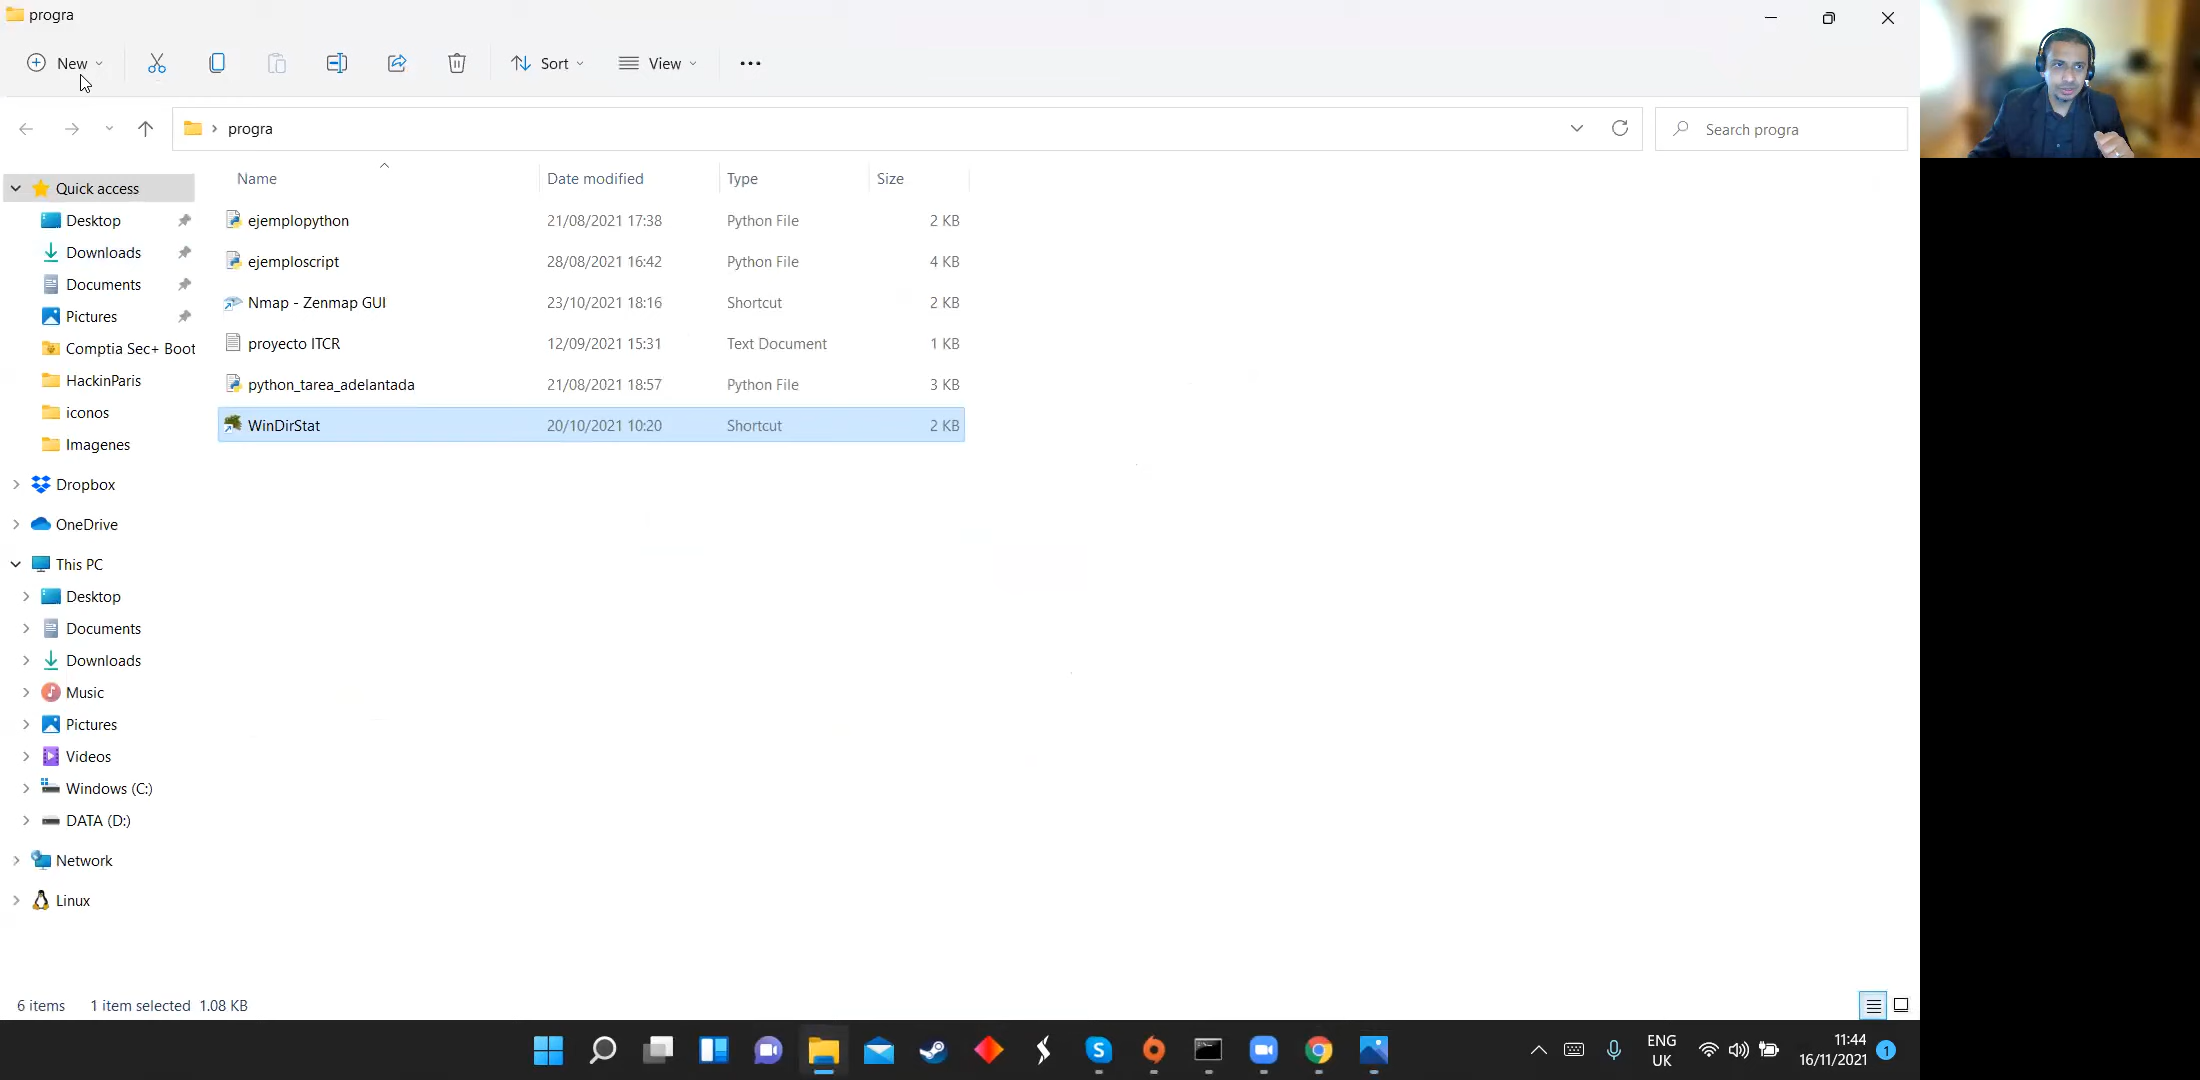 progra
New
Sort
View
progra
Search progra
Name
Date modified
Type
Size
Quick access
Desktop
Downloads
Documents
Pictures
Comptia Sec+ Boot
HackinParis
iconos
Imagenes
Dropbox
OneDrive
This PC
Desktop
Documents
Downloads
Music
Pictures
Videos
Windows (C:)
DATA (D:)
Network
Linux
ejemplopython 21/08/2021 17:38 Python File 2 KB
ejemploscript 28/08/2021 16:42 Python File 4 KB
Nmap - Zenmap GUI 23/10/2021 18:16 Shortcut 2 KB
proyecto ITCR 12/09/2021 15:31 Text Document 1 KB
python_tarea_adelantada 21/08/2021 18:57 Python File 3 KB
WinDirStat 20/10/2021 10:20 Shortcut 2 KB
6 items 1 item selected 1.08 KB
ENG
UK
11:44
16/11/2021
1